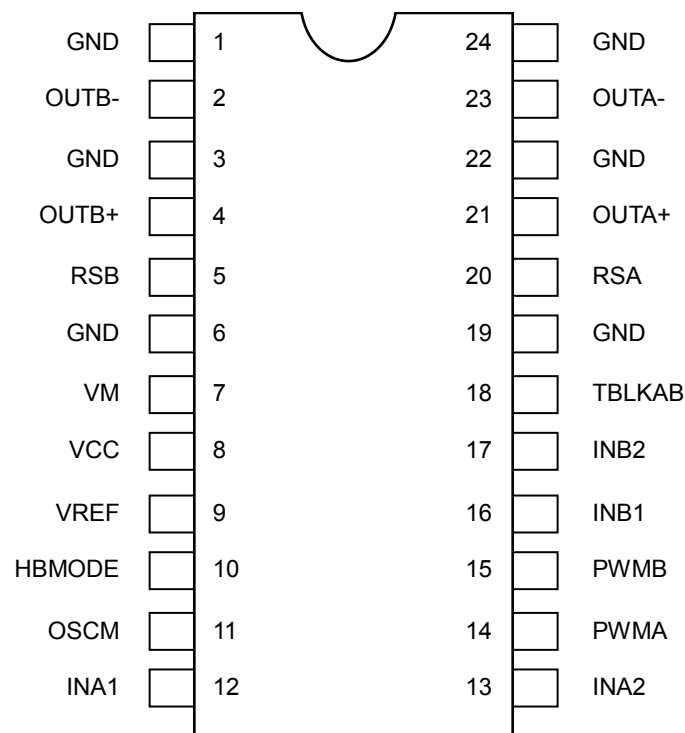 GND 1 24 GND
OUTB- 2 23 OUTA-
GND 3 22 GND
OUTB+ 4 21 OUTA+
RSB 5 20 RSA
GND 6 19 GND
VM 7 18 TBLKAB
VCC 8 17 INB2
VREF 9 16 INB1
HBMODE 10 15 PWMB
OSCM 11 14 PWMA
INA1 12 13 INA2